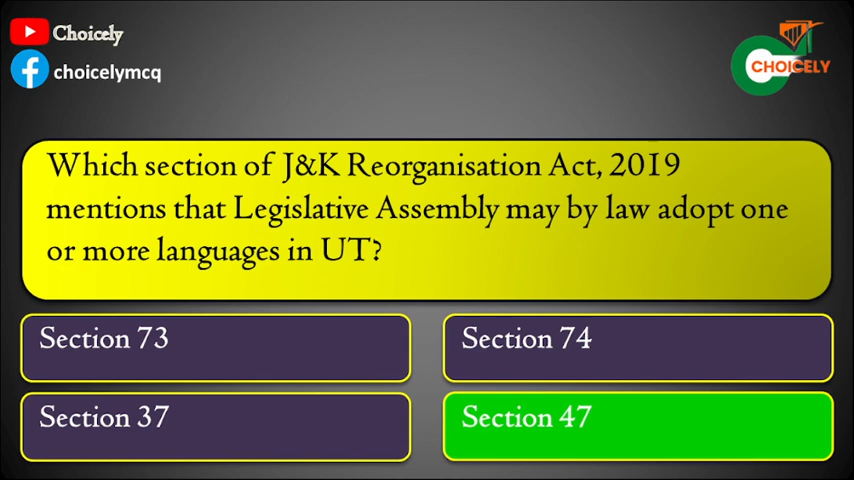 Choicely
choicelymcq
CHOICELY
Which section of J&K Reorganisation Act, 2019
mentions that Legislative Assembly may by law adopt one
or more languages in UT?
Section 73
Section 74
Section 37
Section 47